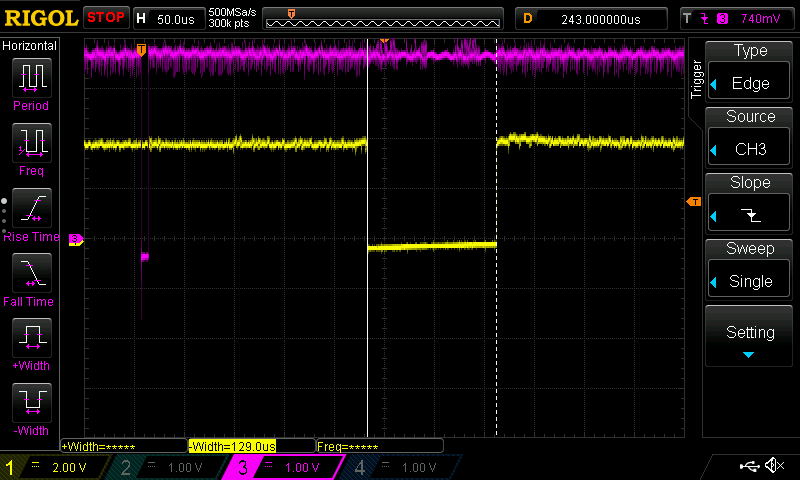 RIGOL STOP H 50.0us 500MSa/s 300k pts T D 243.000000us T 3 740mV
Horizontal
Period
Freq
Rise Time
Fall Time
+Width
-Width
T
3
T
+Width=***** -Width=129.0us Freq=*****
1 2.00 V 2 1.00 V 3 1.00 V 4 1.00 V
Trigger
Type
Edge
Source
CH3
Slope
Sweep
Single
Setting